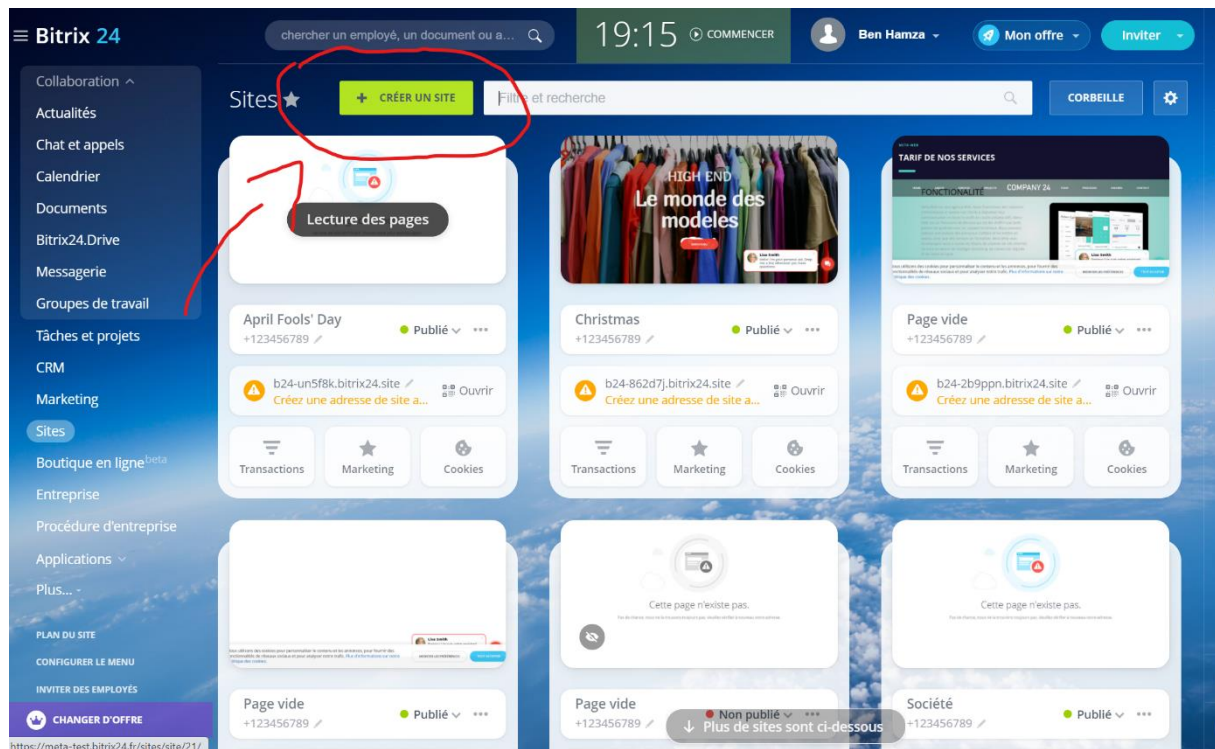 Bitrix 24
chercher un employé, un document ou a...
19:15 COMMENCER
Ben Hamza
Mon offre
Inviter
Collaboration
Actualités
Chat et appels
Calendrier
Documents
Bitrix24.Drive
Messagerie
Groupes de travail
Tâches et projets
CRM
Marketing
Sites
Boutique en ligne beta
Entreprise
Procédure d'entreprise
Applications
Plus... -
PLAN DU SITE
CONFIGURER LE MENU
INVITER DES EMPLOYÉS
CHANGER D'OFFRE
https://meta-test.bitrix24.fr/sites/site/21/
Sites
+ CRÉER UN SITE
Filtre et recherche
CORBEILLE
Lecture des pages
April Fools' Day
+123456789
Publié
b24-un5f8k.bitrix24.site
Créez une adresse de site a...
Ouvrir
Transactions
Marketing
Cookies
HIGH END
Le monde des
modeles
Lisa Smith
Christmas
+123456789
Publié
b24-862d7j.bitrix24.site
Créez une adresse de site a...
Ouvrir
Transactions
Marketing
Cookies
TARIF DE NOS SERVICES
FONCTIONALITÉ
COMPANY 24
Lisa Smith
Page vide
+123456789
Publié
b24-2b9ppn.bitrix24.site
Créez une adresse de site a...
Ouvrir
Transactions
Marketing
Cookies
Lisa Smith
Page vide
+123456789
Publié
Cette page n'existe pas.
Page vide
+123456789
Non publié
Cette page n'existe pas.
Société
+123456789
Publié
Plus de sites sont ci-dessous